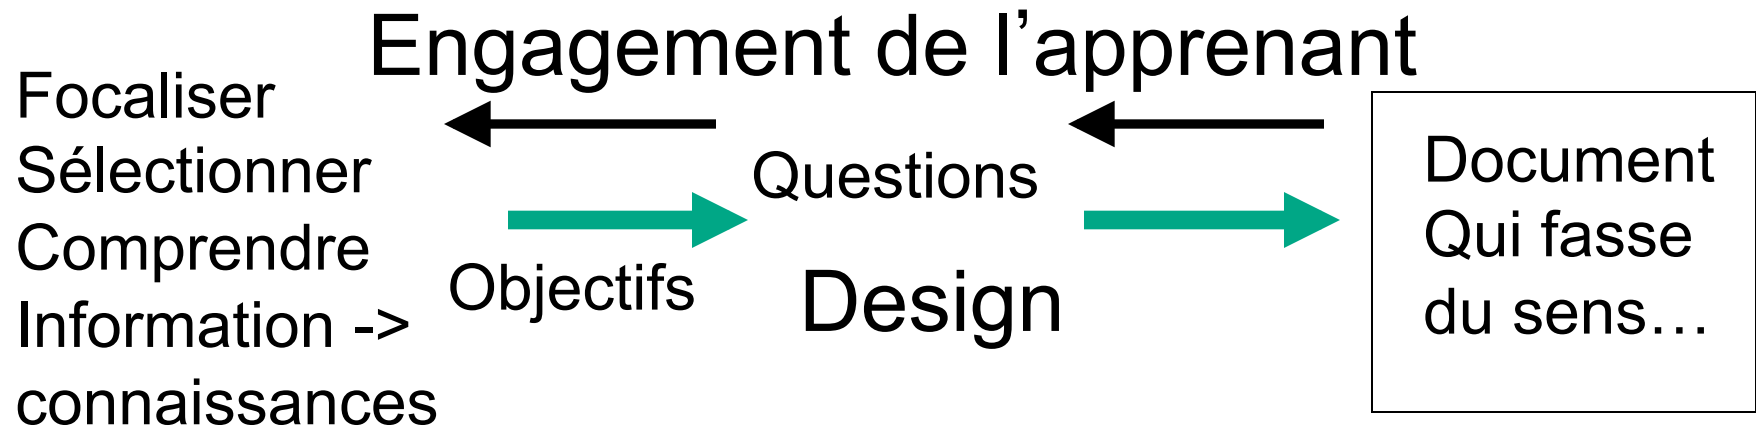 Engagement de l’apprenant
Focaliser
Sélectionner
Comprendre
Information ->
connaissances
Objectifs
Questions
Design
Document
Qui fasse
du sens…